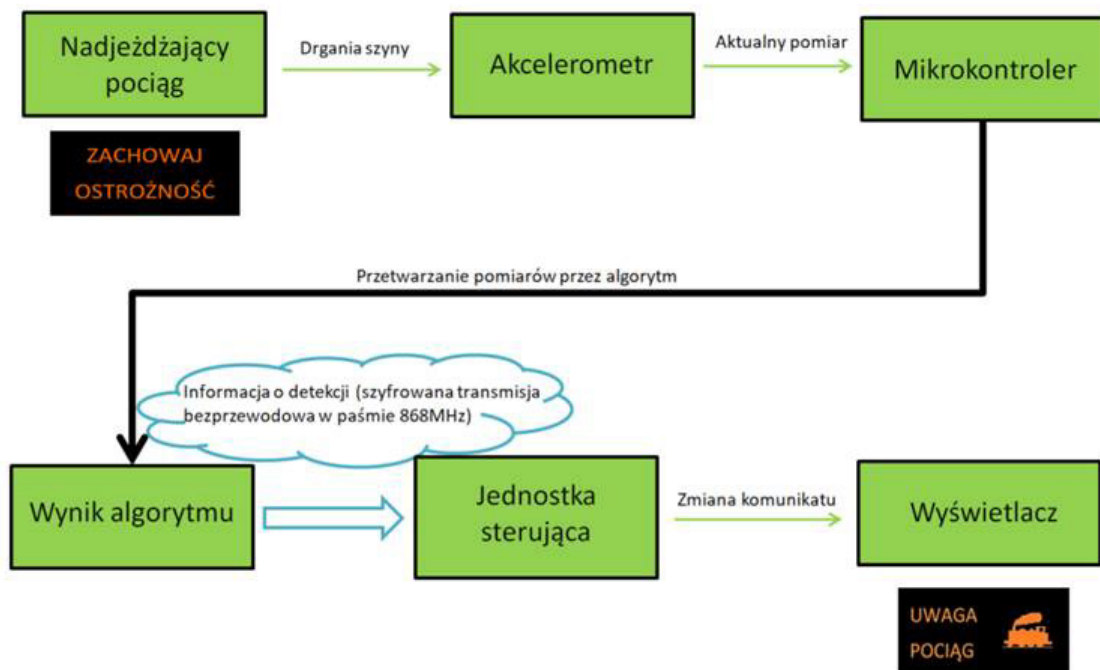 Nadjeżdżający
pociąg
Drgania szyny
Akcelerometr
Aktualny pomiar
Mikrokontroler
ZACHOWAJ
OSTROŻNOŚĆ
Przetwarzanie pomiarów przez algorytm
Informacja o detekcji (szyfrowana transmisja
bezprzewodowa w paśmie 868MHz)
Wynik algorytmu
Jednostka
sterująca
Zmiana komunikatu
Wyświetlacz
UWAGA
POCIĄG